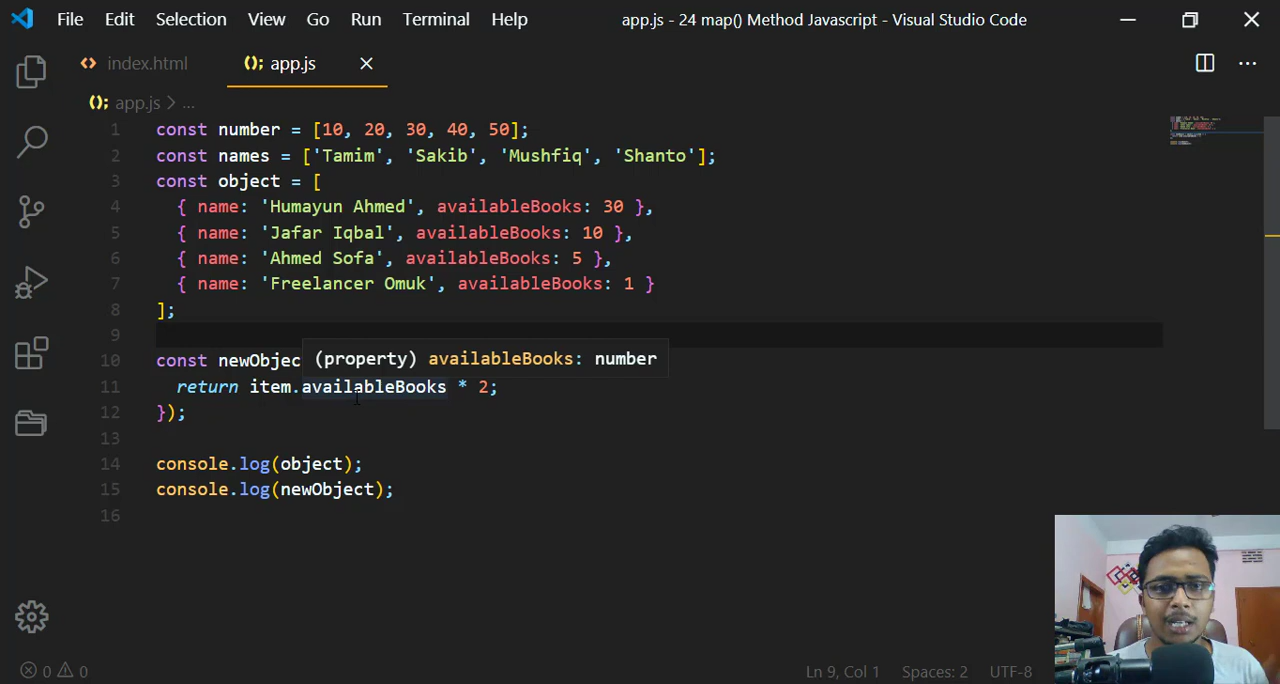 File Edit Selection View Go Run Terminal Help app.js - 24 map() Method Javascript - Visual Studio Code
index.html app.js
app.js > ...
1 const number = [10, 20, 30, 40, 50];
2 const names = ['Tamim', 'Sakib', 'Mushfiq', 'Shanto'];
3 const object = [
4 { name: 'Humayun Ahmed', availableBooks: 30 },
5 { name: 'Jafar Iqbal', availableBooks: 10 },
6 { name: 'Ahmed Sofa', availableBooks: 5 },
7 { name: 'Freelancer Omuk', availableBooks: 1 }
8 ];
9
(property) availableBooks: number
10 const newObjec
11 return item.availableBooks * 2;
12 });
13
14 console.log(object);
15 console.log(newObject);
16
0 0 Ln 9, Col 1 Spaces: 2 UTF-8